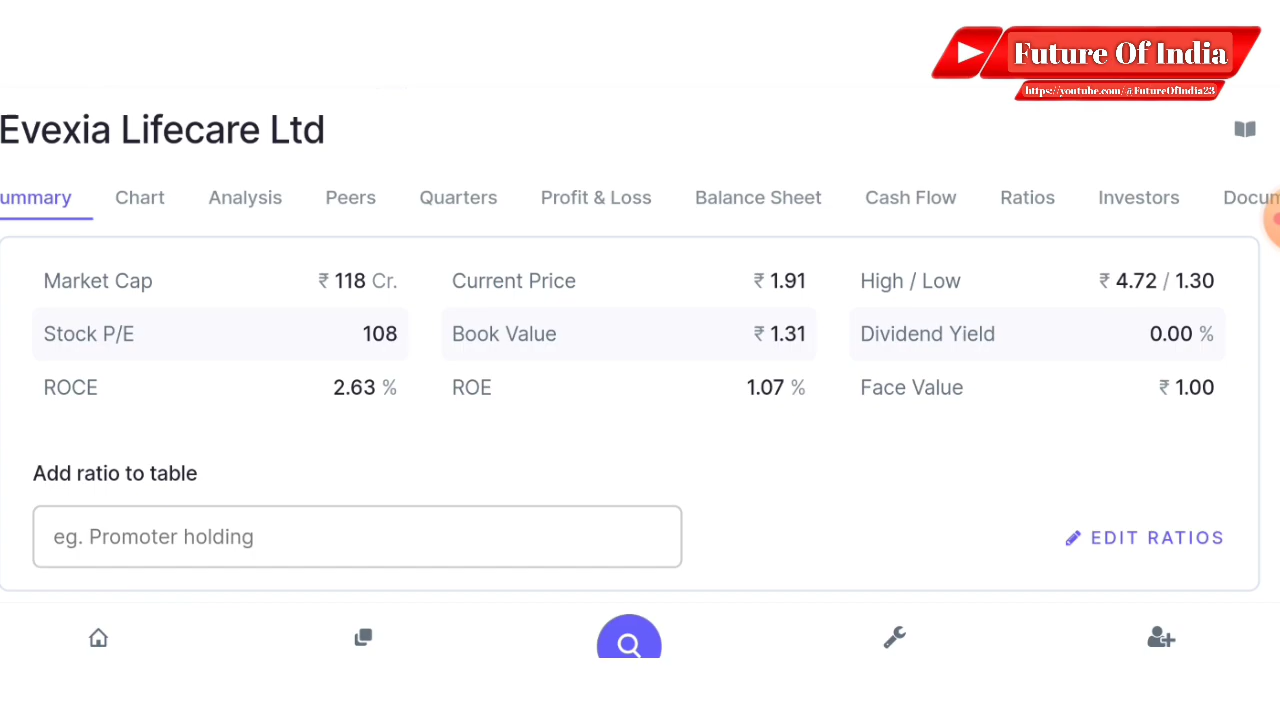 Future Of India
https://youtube.com/@FutureOfIndia23
Evexia Lifecare Ltd
ummary Chart Analysis Peers Quarters Profit & Loss Balance Sheet Cash Flow Ratios Investors Docum
Market Cap ₹ 118 Cr. Current Price ₹ 1.91 High / Low ₹ 4.72 / 1.30
Stock P/E 108 Book Value ₹ 1.31 Dividend Yield 0.00 %
ROCE 2.63 % ROE 1.07 % Face Value ₹ 1.00
Add ratio to table
eg. Promoter holding EDIT RATIOS